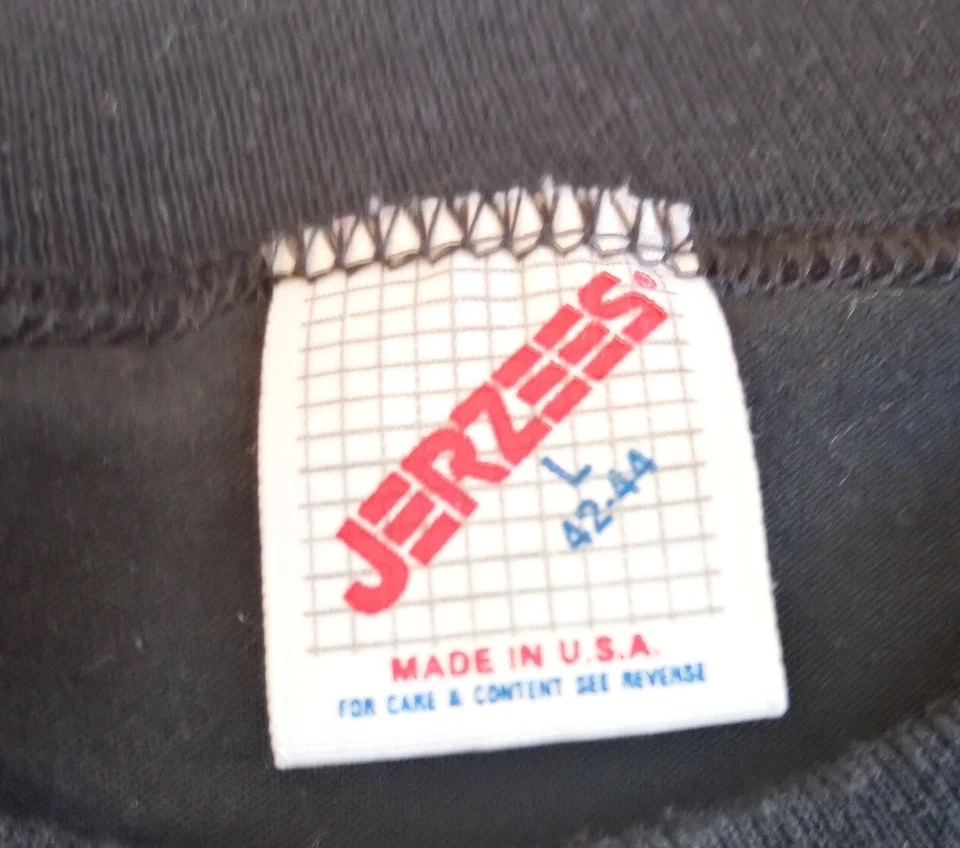 JERZEES®
L
42-44
MADE IN U.S.A.
FOR CARE & CONTENT SEE REVERSE